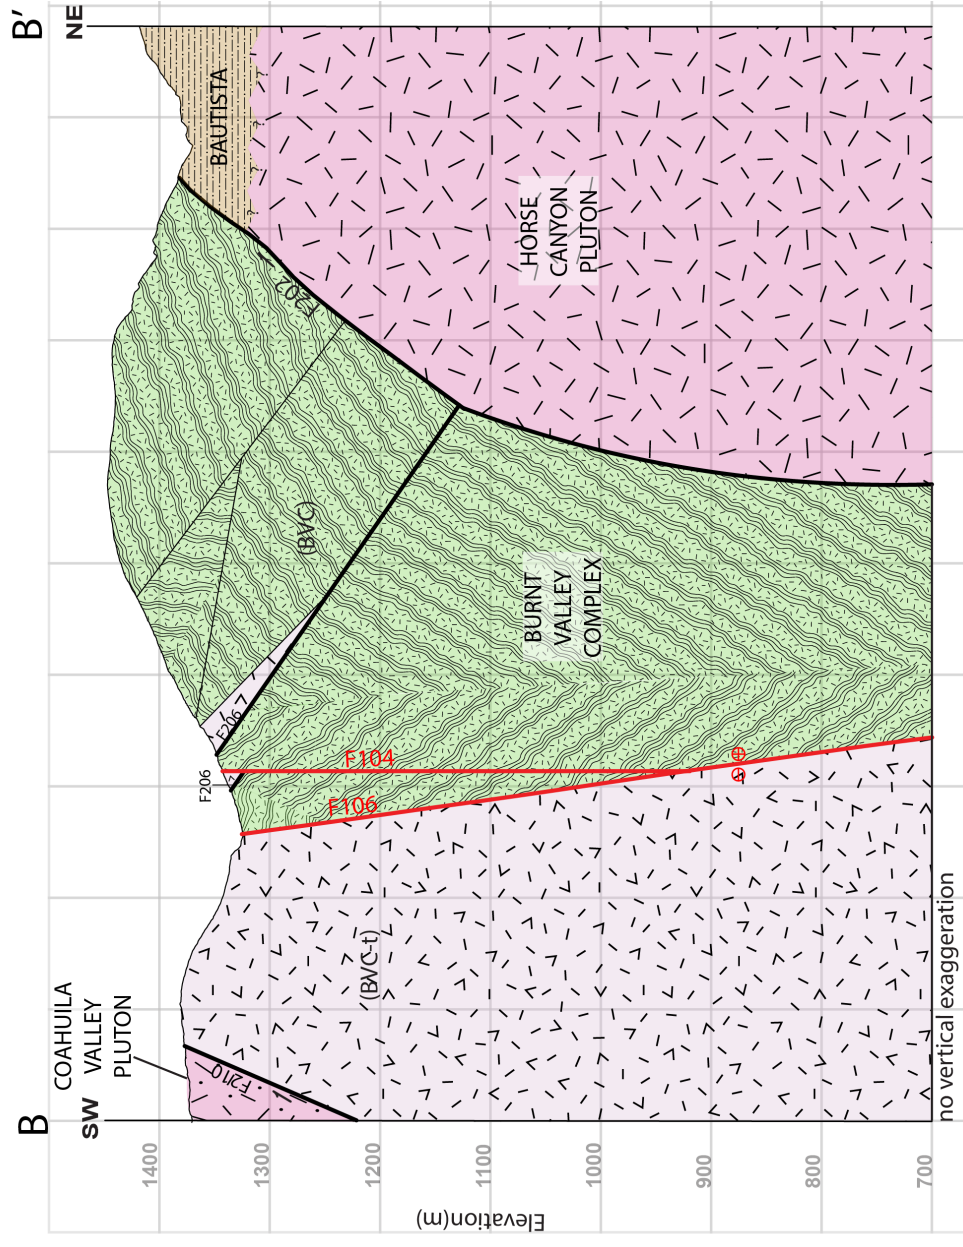 B
B'
SW
NE
COAHUILA
VALLEY
PLUTON
F210
(BVC-t)
F106
F104
F206
F206
(BVC)
BURNT
VALLEY
COMPLEX
F202
BAUTISTA
?
?
?
?
HORSE
CANYON
PLUTON
1400
1300
1200
1100
1000
900
800
700
Elevation(m)
no vertical exaggeration